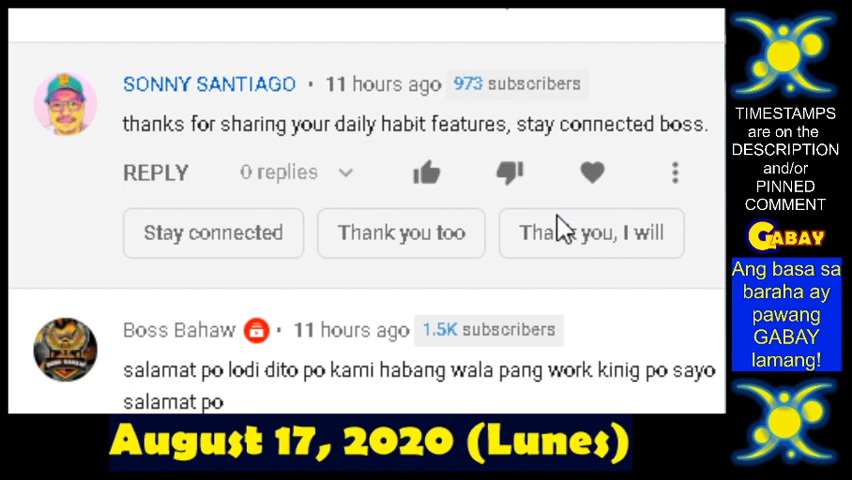 SONNY SANTIAGO • 11 hours ago 973 subscribers
thanks for sharing your daily habit features, stay connected boss.
REPLY 0 replies
Stay connected Thank you too Thank you, I will
Boss Bahaw • 11 hours ago 1.5K subscribers
salamat po lodi dito po kami habang wala pang work kinig po sayo
salamat po
August 17, 2020 (Lunes)
TIMESTAMPS
are on the
DESCRIPTION
and/or
PINNED
COMMENT
GABAY
Ang basa sa
baraha ay
pawang
GABAY
lamang!